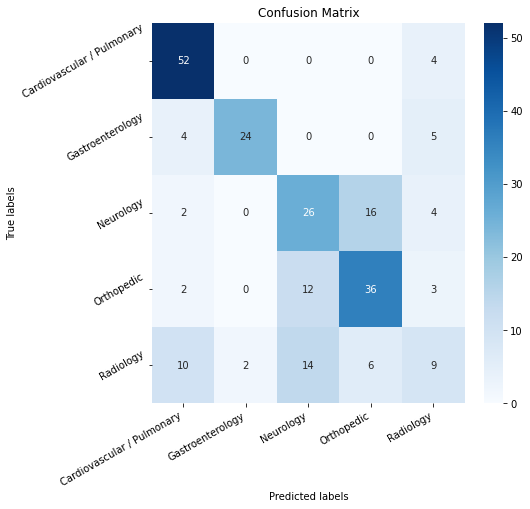 Confusion Matrix
True labels
Cardiovascular / Pulmonary 52 0 0 0 4
Gastroenterology 4 24 0 0 5
Neurology 2 0 26 16 4
Orthopedic 2 0 12 36 3
Radiology 10 2 14 6 9
Cardiovascular / Pulmonary Gastroenterology Neurology Orthopedic Radiology
Predicted labels
50
40
30
20
10
0